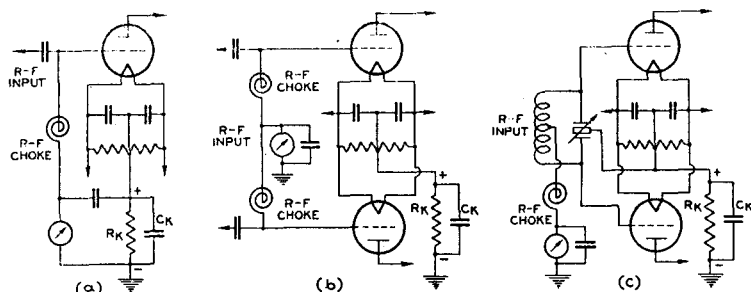 R-F
INPUT
R-F
CHOKE
+
RK
CK
-
(a)
R-F
CHOKE
R-F
INPUT
R-F
CHOKE
+
RK
CK
-
(b)
R-F
INPUT
R-F
CHOKE
+
RK
CK
-
(c)